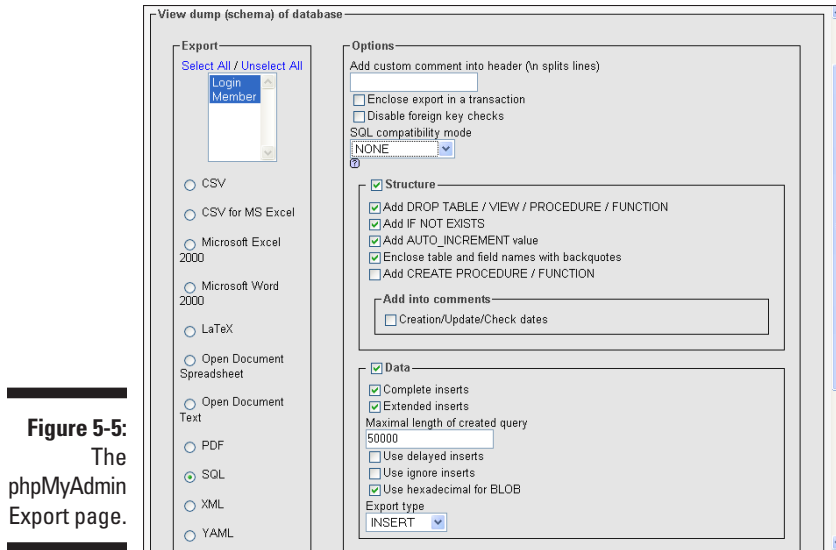 View dump (schema) of database
Export
Select All / Unselect All
Login
Member
CSV
CSV for MS Excel
Microsoft Excel
2000
Microsoft Word
2000
LaTeX
Open Document
Spreadsheet
Open Document
Text
PDF
SQL
XML
YAML
Options
Add custom comment into header (\n splits lines)
Enclose export in a transaction
Disable foreign key checks
SQL compatibility mode
NONE
?
Structure
Add DROP TABLE / VIEW / PROCEDURE / FUNCTION
Add IF NOT EXISTS
Add AUTO_INCREMENT value
Enclose table and field names with backquotes
Add CREATE PROCEDURE / FUNCTION
Add into comments
Creation/Update/Check dates
Data
Complete inserts
Extended inserts
Maximal length of created query
50000
Use delayed inserts
Use ignore inserts
Use hexadecimal for BLOB
Export type
INSERT
Figure 5-5:
The
phpMyAdmin
Export page.